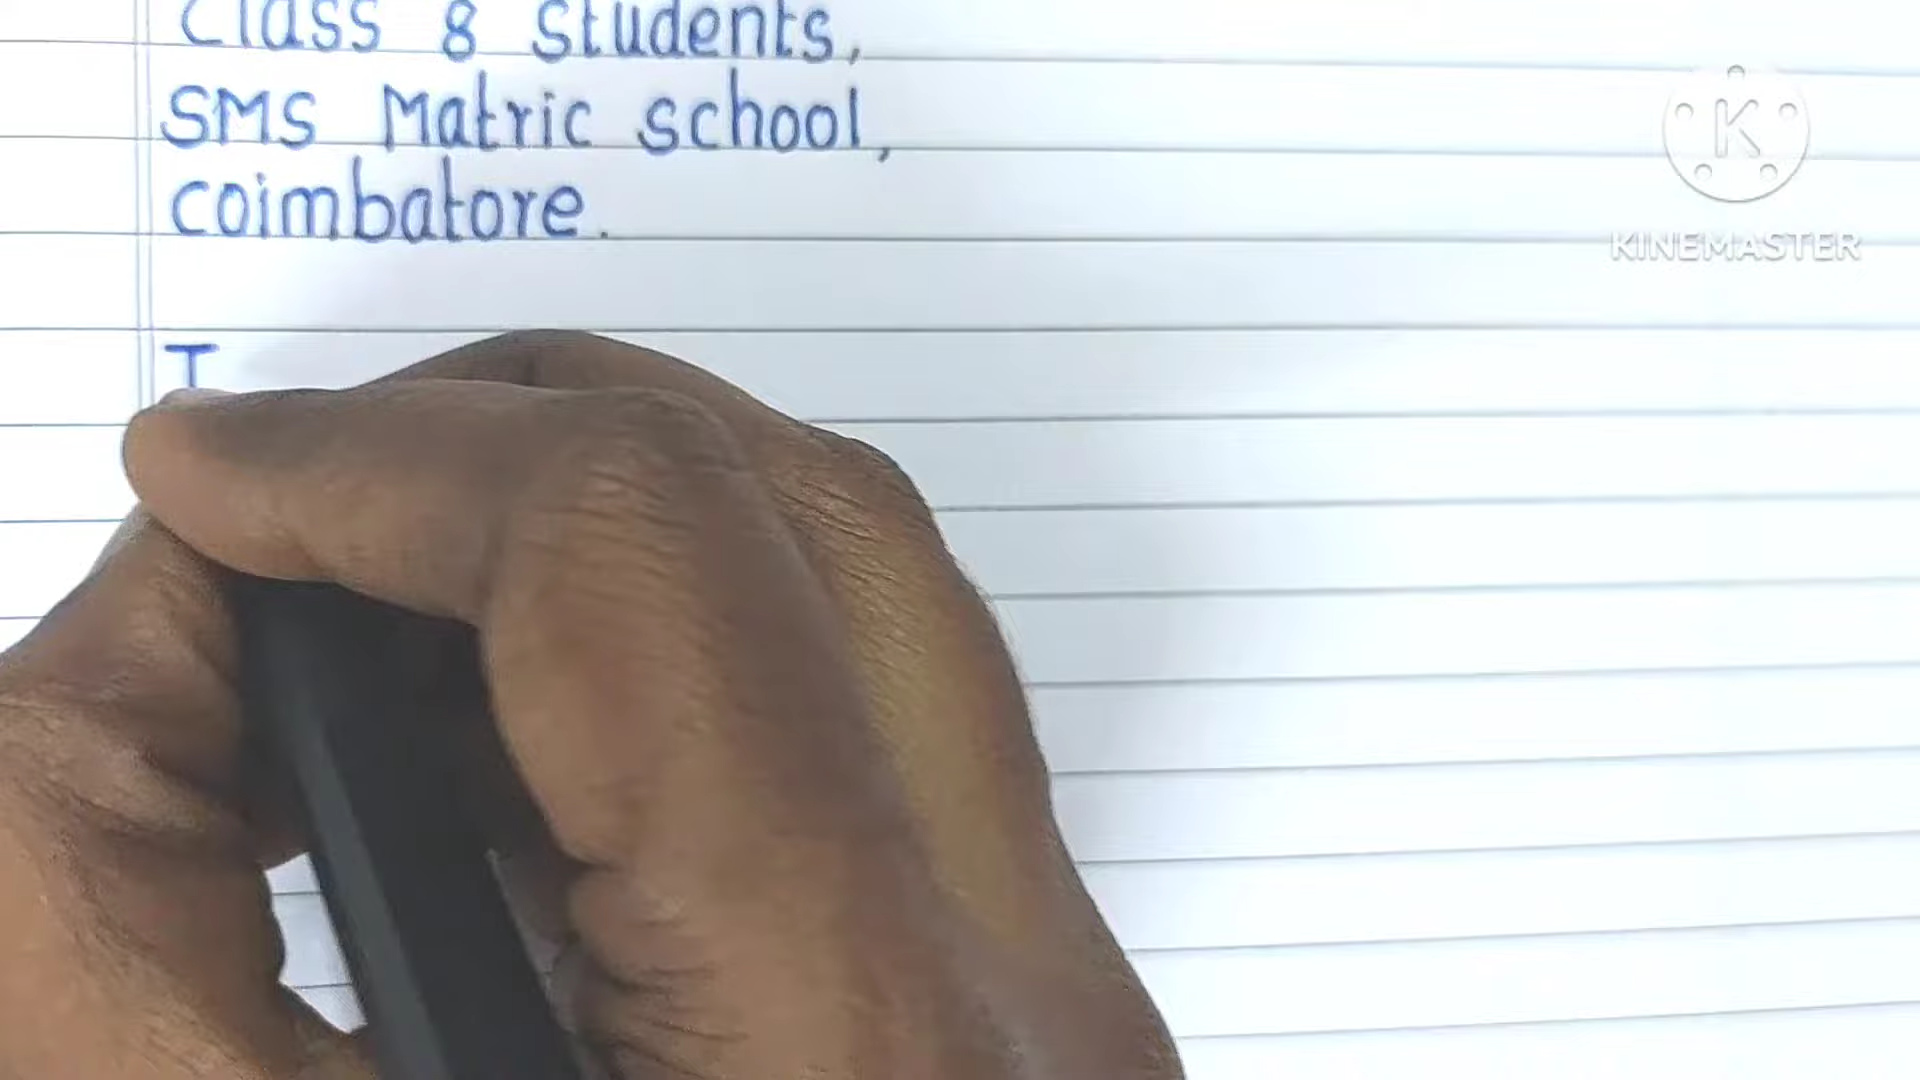 Class 8 students,
SMS Matric school,
coimbatore.
T
K
KINEMASTER